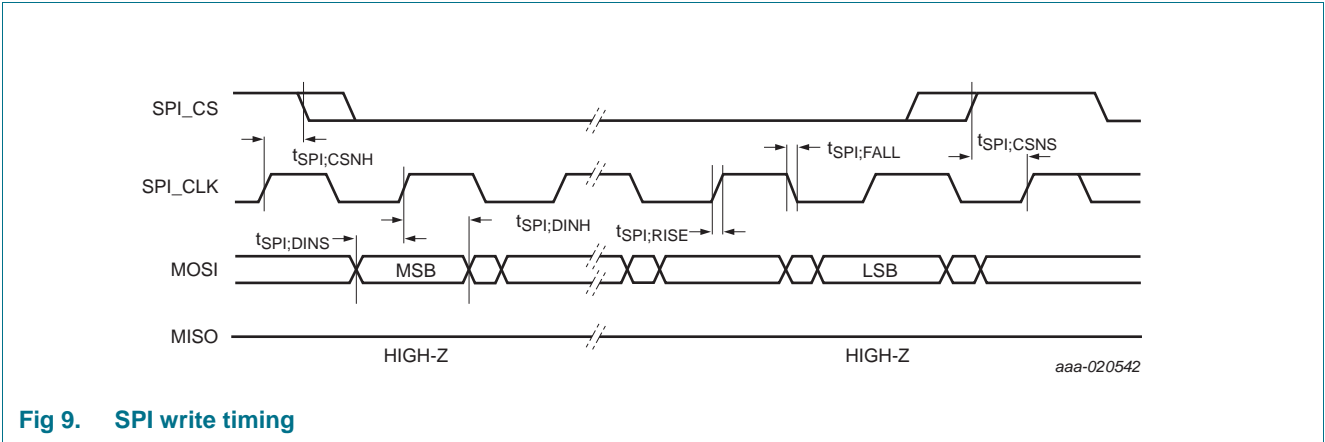 SPI_CS
tSPI;CSNH
tSPI;FALL
tSPI;CSNS
SPI_CLK
tSPI;DINS
tSPI;DINH
tSPI;RISE
MOSI
MSB
LSB
MISO
HIGH-Z
HIGH-Z
aaa-020542
Fig 9. SPI write timing